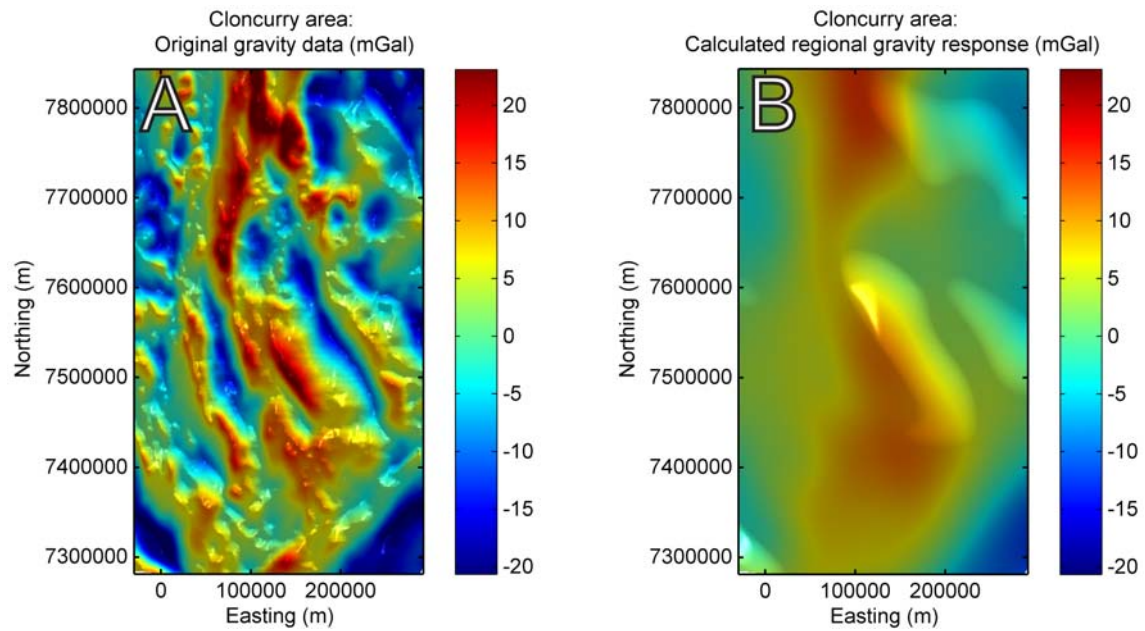 Cloncurry area:
Original gravity data (mGal)
A
7800000
7700000
7600000
7500000
7400000
7300000
Northing (m)
0 100000 200000
Easting (m)
20
15
10
5
0
-5
-10
-15
-20
Cloncurry area:
Calculated regional gravity response (mGal)
B
7800000
7700000
7600000
7500000
7400000
7300000
Northing (m)
0 100000 200000
Easting (m)
20
15
10
5
0
-5
-10
-15
-20